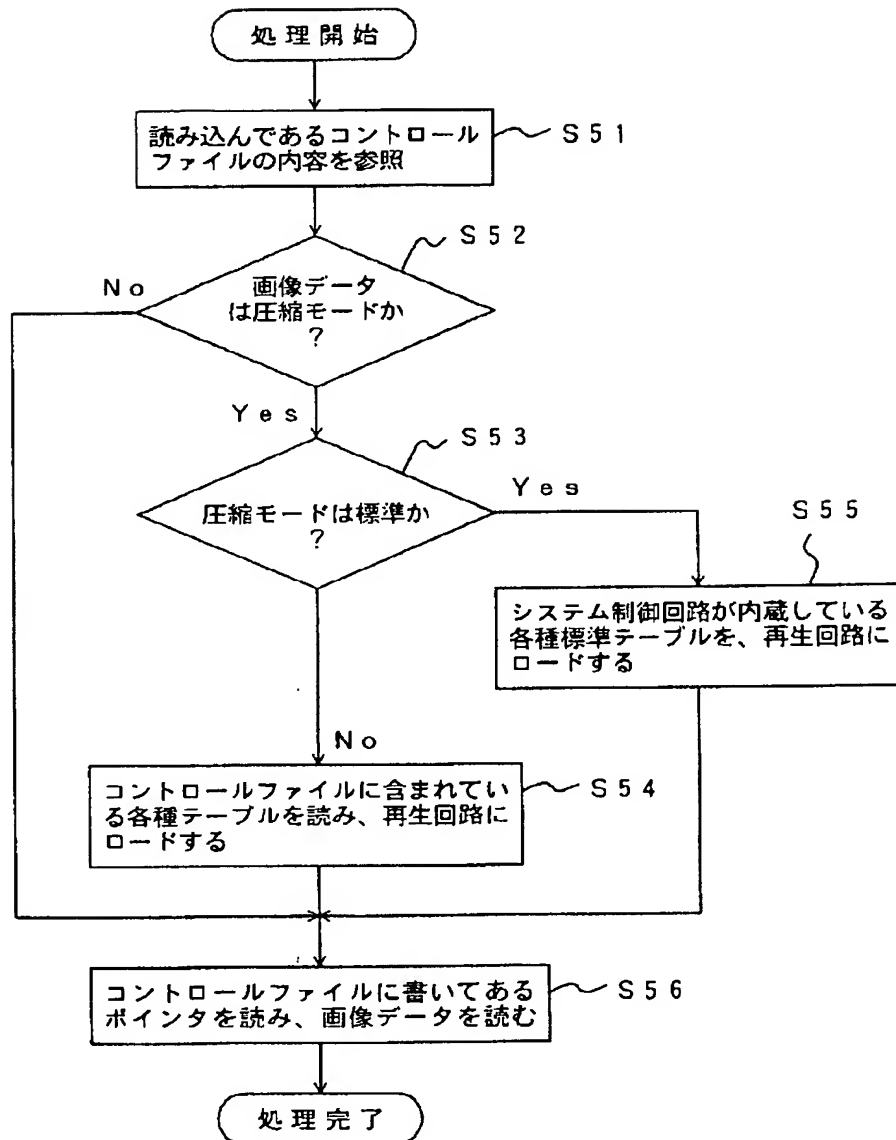 処理開始
読み込んであるコントロール
ファイルの内容を参照
S51
S52
No
画像データ
は圧縮モードか
?
Yes
S53
圧縮モードは標準か
?
Yes
S55
システム制御回路が内蔵している
各種標準テーブルを、再生回路に
ロードする
No
コントロールファイルに含まれてい
る各種テーブルを読み、再生回路に
ロードする
S54
コントロールファイルに書いてある
ポインタを読み、画像データを読む
S56
処理完了